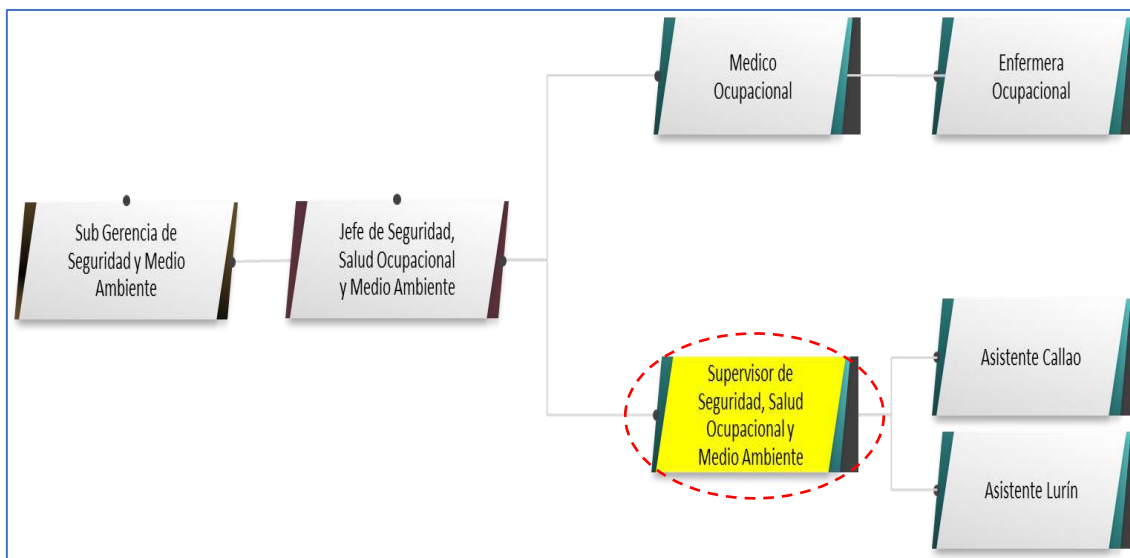 Medico
Ocupacional
Enfermera
Ocupacional
Sub Gerencia de
Seguridad y Medio
Ambiente
Jefe de Seguridad,
Salud Ocupacional
y Medio Ambiente
Supervisor de
Seguridad, Salud
Ocupacional y
Medio Ambiente
Asistente Callao
Asistente Lurín